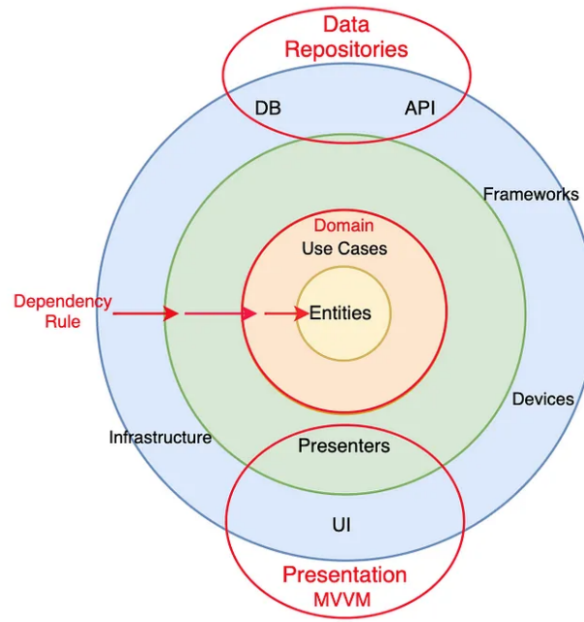 Data
Repositories
DB
API
Frameworks
Domain
Use Cases
Dependency
Rule
Entities
Devices
Infrastructure
Presenters
UI
Presentation
MVVM